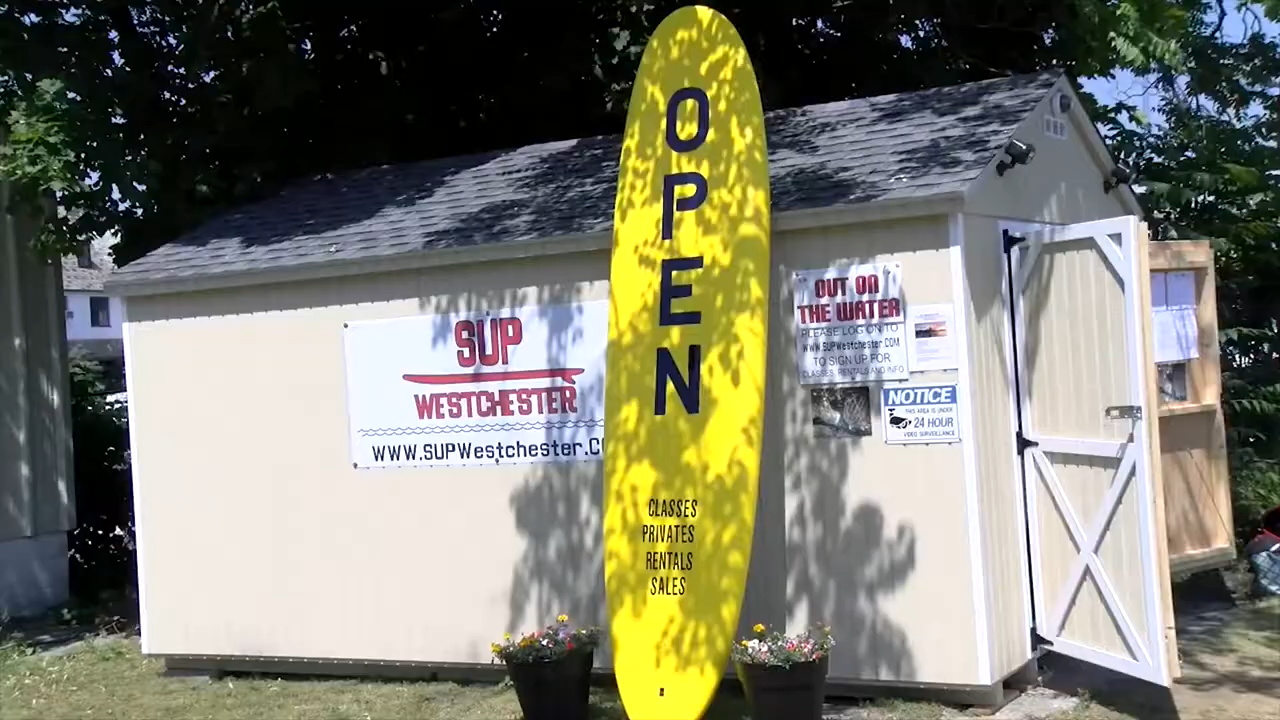 OPEN
CLASSES
PRIVATES
RENTALS
SALES
SUP
WESTCHESTER
WWW.SUPWestchester.C
OUT ON
THE WATER
PLEASE LOG ON TO
WWW.SUPWestchester.COM
TO SIGN UP FOR
CLASSES, RENTALS AND INFO
NOTICE
THIS AREA IS UNDER
24 HOUR
VIDEO SURVEILLANCE